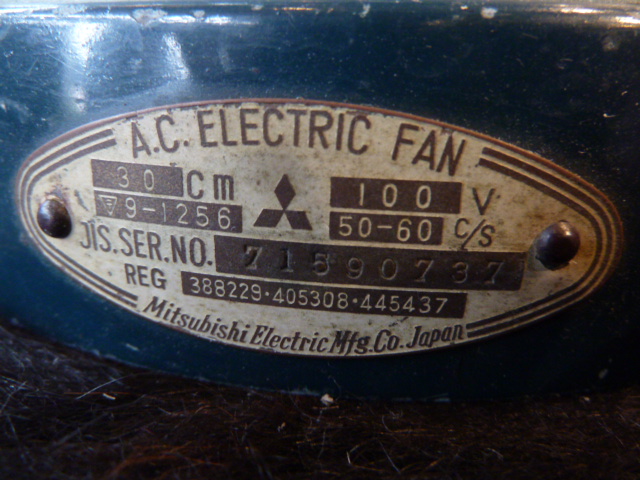 A.C. ELECTRIC FAN
30 cm 100 V
▽9-1256 50-60 C/S
JIS.SER.NO. 71590737
REG 388229·405308·445437
Mitsubishi Electric Mfg.Co. Japan